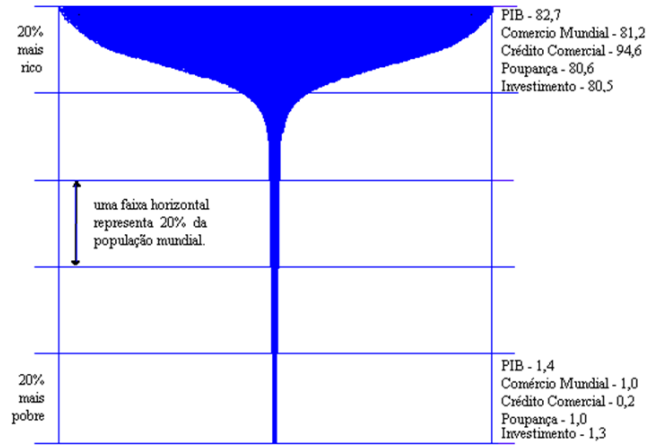 20%
mais
rico
PIB - 82,7
Comercio Mundial - 81,2
Crédito Comercial - 94,6
Poupança - 80,6
Investimento - 80,5
uma faixa horizontal
representa 20% da
população mundial.
20%
mais
pobre
PIB - 1,4
Comércio Mundial - 1,0
Crédito Comercial - 0,2
Poupança - 1,0
Investimento - 1,3